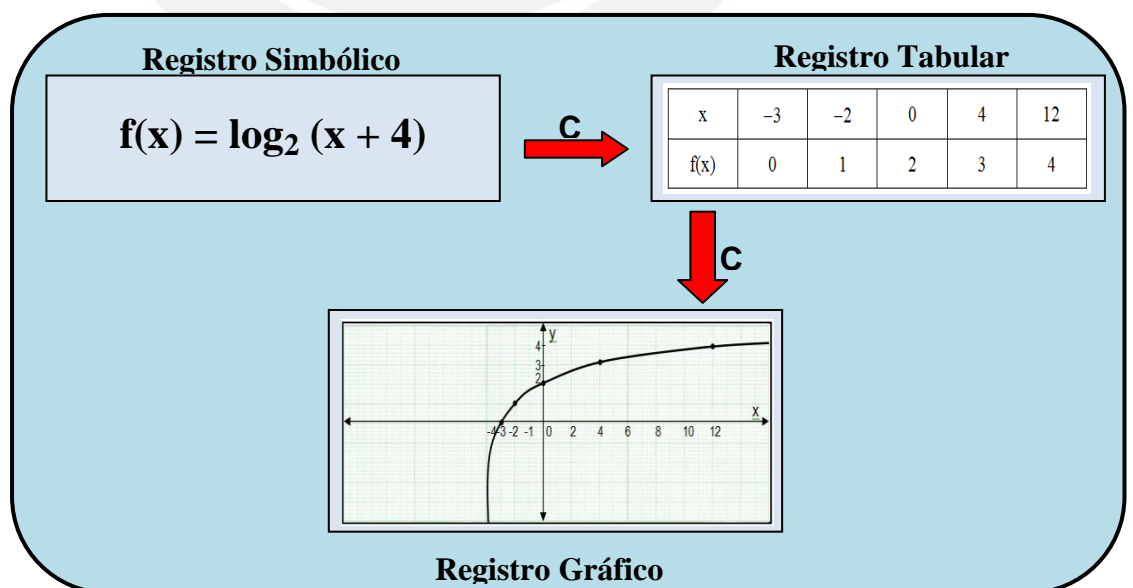 Registro Simbólico
f(x) = log₂ (x + 4)
C
Registro Tabular
x −3 −2 0 4 12
f(x) 0 1 2 3 4
C
y
4
3
2
x
-4 -3 -2 -1 0 2 4 6 8 10 12
Registro Gráfico